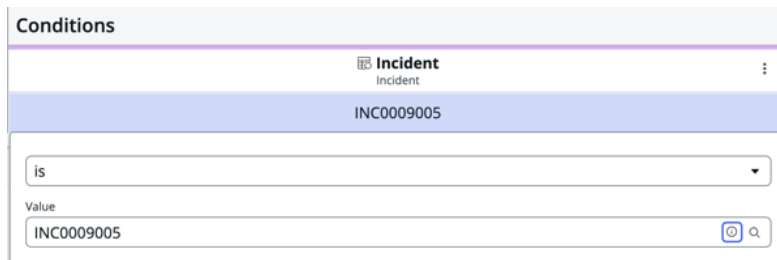 Conditions
Incident
Incident
INC0009005
is
Value
INC0009005